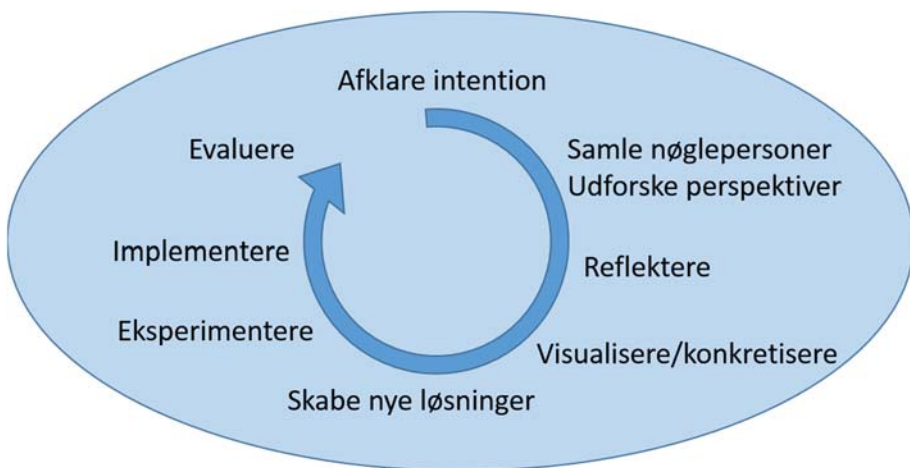 Afklare intention
Samle nøglepersoner
Udforske perspektiver
Reflektere
Visualisere/konkretisere
Skabe nye løsninger
Eksperimentere
Implementere
Evaluere